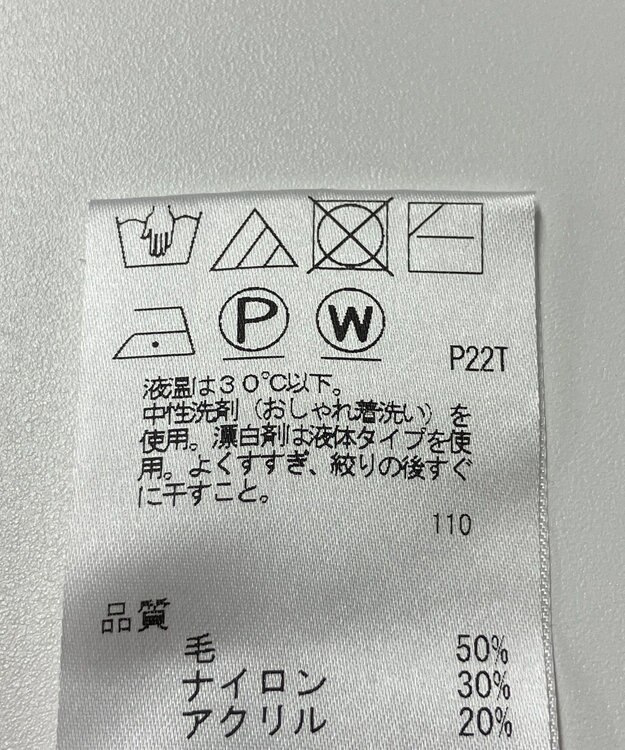 P W
P22T
液温は30℃以下。
中性洗剤（おしゃれ着洗い）を
使用。漂白剤は液体タイプを使
用。よくすすぎ、絞りの後すぐ
に干すこと。
110
品質
毛 50%
ナイロン 30%
アクリル 20%